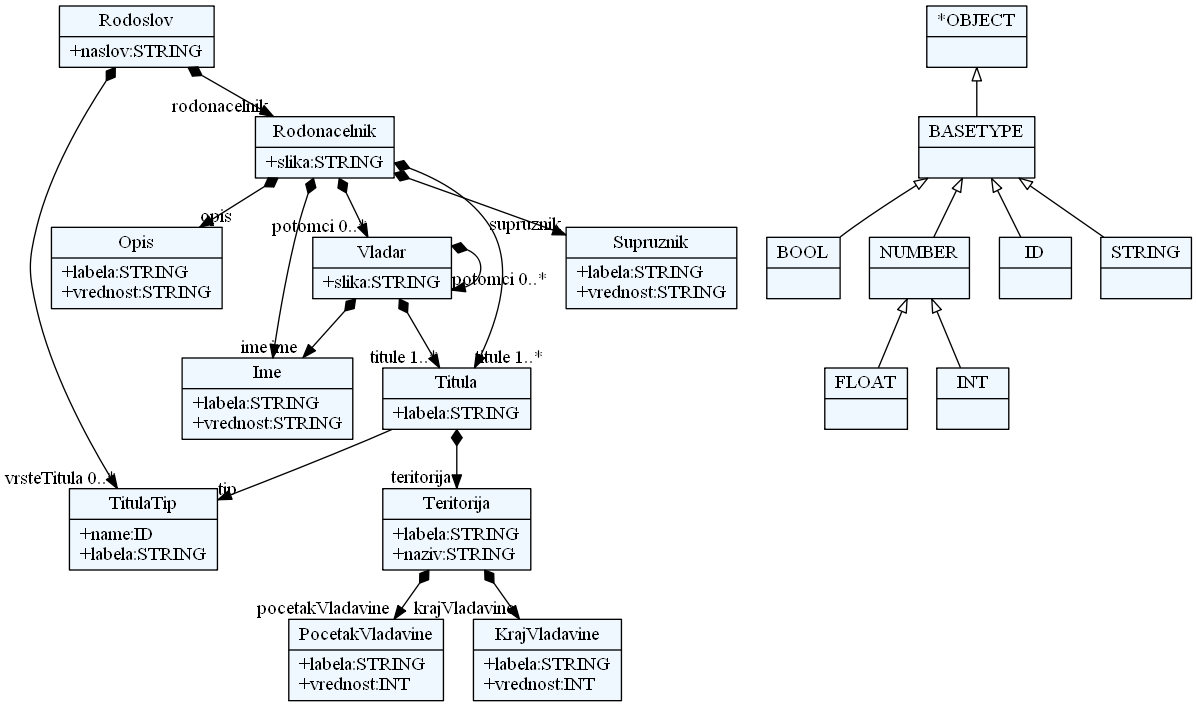 Rodoslov
+naslov:STRING
*OBJECT
rodonacelnik
Rodonacelnik
+slika:STRING
BASETYPE
opis
potomci 0..*
supruznik
Opis
+labela:STRING
+vrednost:STRING
Vladar
+slika:STRING
potomci 0..*
Supruznik
+labela:STRING
+vrednost:STRING
BOOL
NUMBER
ID
STRING
ime
ime
titule 1..*
titule 1..*
Ime
+labela:STRING
+vrednost:STRING
Titula
+labela:STRING
FLOAT
INT
vrsteTitula 0..*
tip
teritorija
TitulaTip
+name:ID
+labela:STRING
Teritorija
+labela:STRING
+naziv:STRING
pocetakVladavine
krajVladavine
PocetakVladavine
+labela:STRING
+vrednost:INT
KrajVladavine
+labela:STRING
+vrednost:INT